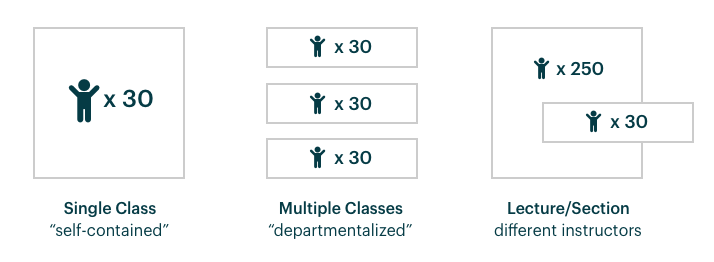 x 30
x 30
x 30
x 30
x 250
x 30
Single Class
“self-contained”
Multiple Classes
“departmentalized”
Lecture/Section
different instructors